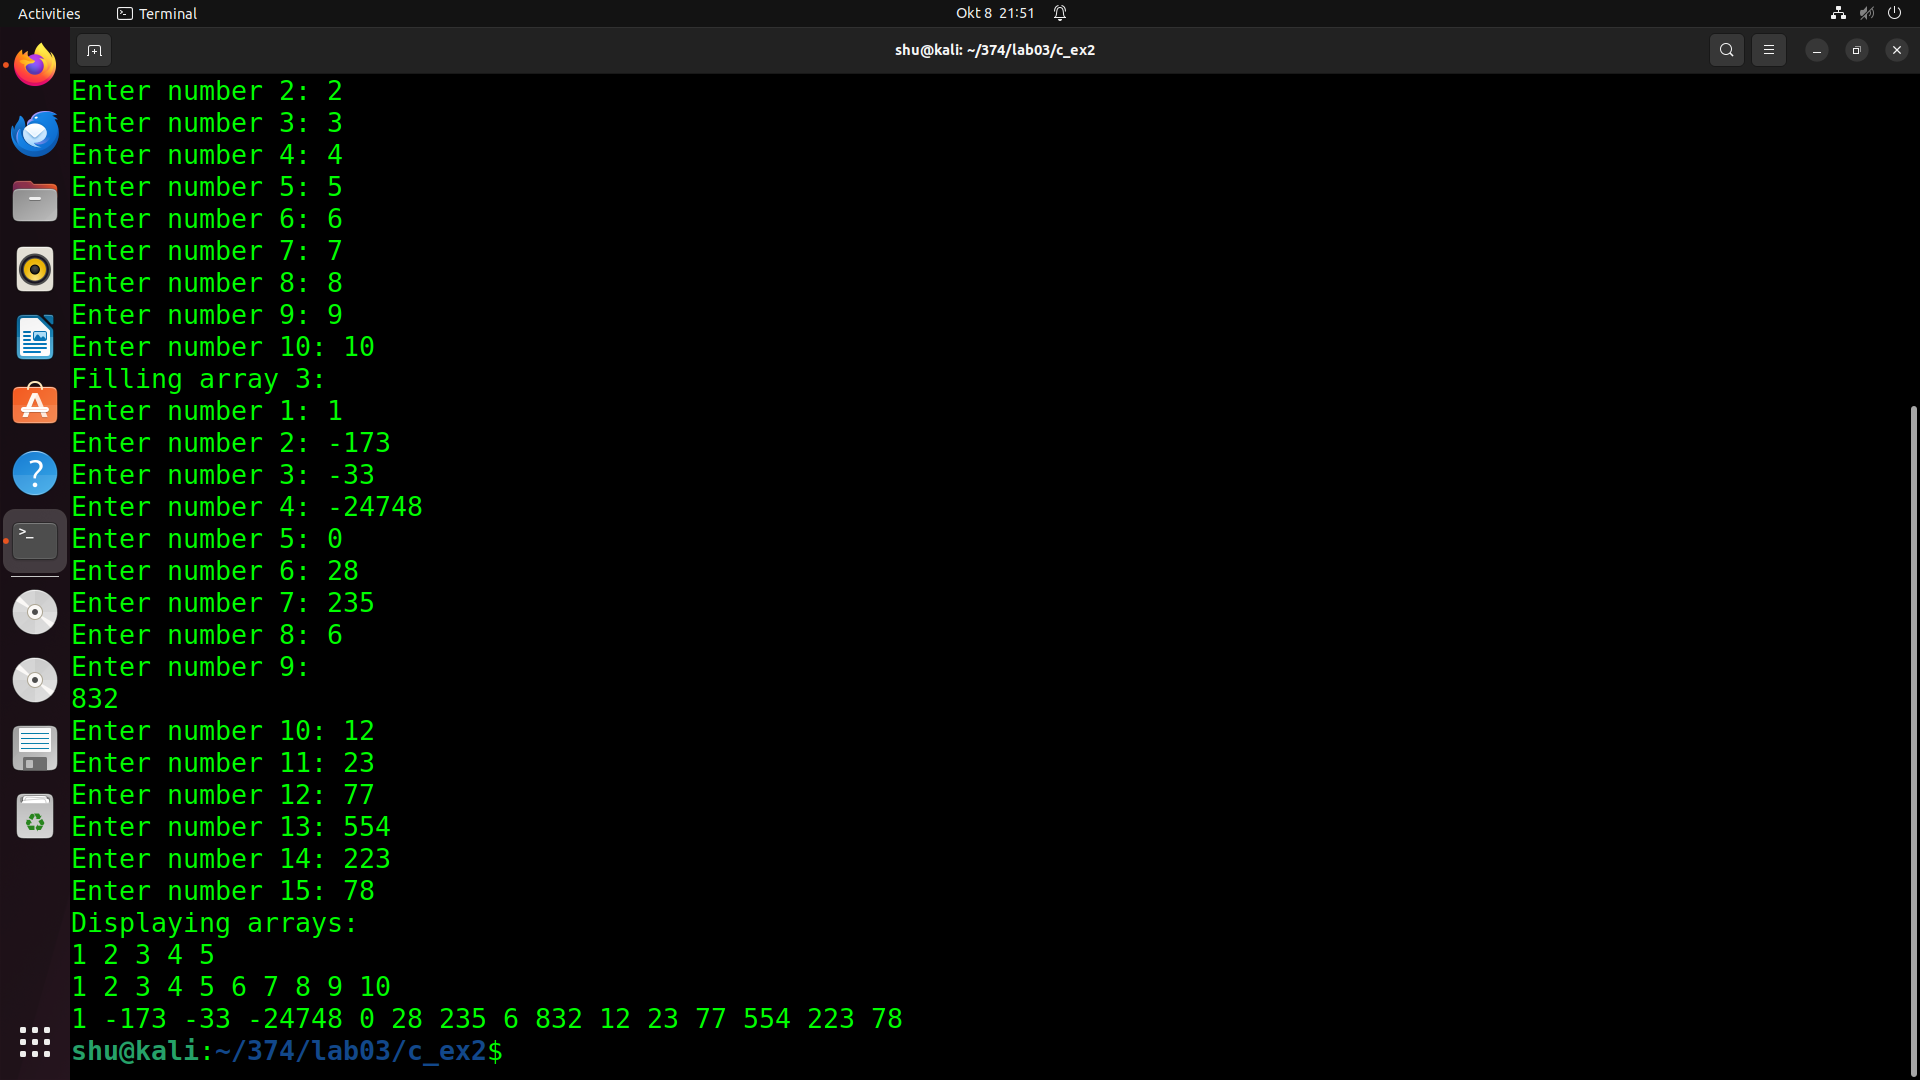 Activities Terminal Okt 8 21:51
shu@kali: ~/374/lab03/c_ex2
Enter number 2: 2
Enter number 3: 3
Enter number 4: 4
Enter number 5: 5
Enter number 6: 6
Enter number 7: 7
Enter number 8: 8
Enter number 9: 9
Enter number 10: 10
Filling array 3:
Enter number 1: 1
Enter number 2: -173
Enter number 3: -33
Enter number 4: -24748
Enter number 5: 0
Enter number 6: 28
Enter number 7: 235
Enter number 8: 6
Enter number 9:
832
Enter number 10: 12
Enter number 11: 23
Enter number 12: 77
Enter number 13: 554
Enter number 14: 223
Enter number 15: 78
Displaying arrays:
1 2 3 4 5
1 2 3 4 5 6 7 8 9 10
1 -173 -33 -24748 0 28 235 6 832 12 23 77 554 223 78
shu@kali:~/374/lab03/c_ex2$